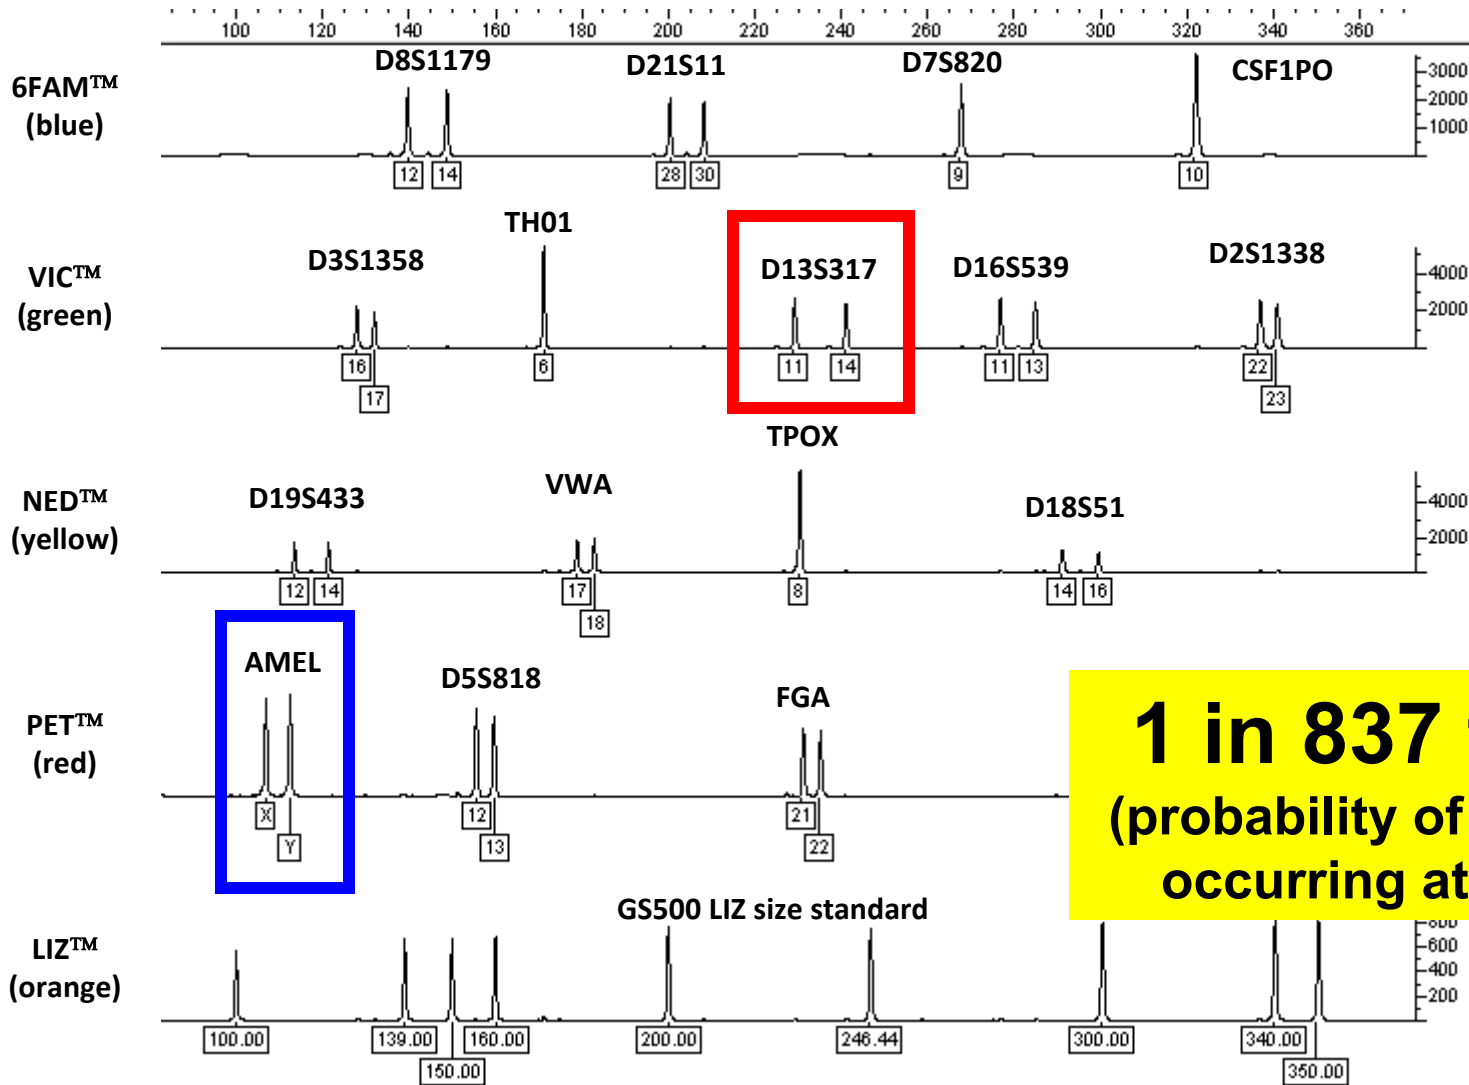 100 120 140 160 180 200 220 240 260 280 300 320 340 360
6FAM™
(blue)
D8S1179 D21S11 D7S820 CSF1PO
3000
2000
1000
12 14 28 30 9 10
VIC™
(green)
D3S1358 TH01 D13S317 D16S539 D2S1338
4000
2000
16 6 11 14 11 13 22
17 23
NED™
(yellow)
D19S433 VWA TPOX D18S51
4000
2000
12 14 17 8 14 16
18
PET™
(red)
AMEL D5S818 FGA
X 12 21
Y 13 22
1 in 837
(probability of
occurring at
LIZ™
(orange)
GS500 LIZ size standard
800
600
400
200
100.00 139.00 160.00 200.00 246.44 300.00 340.00
150.00 350.00